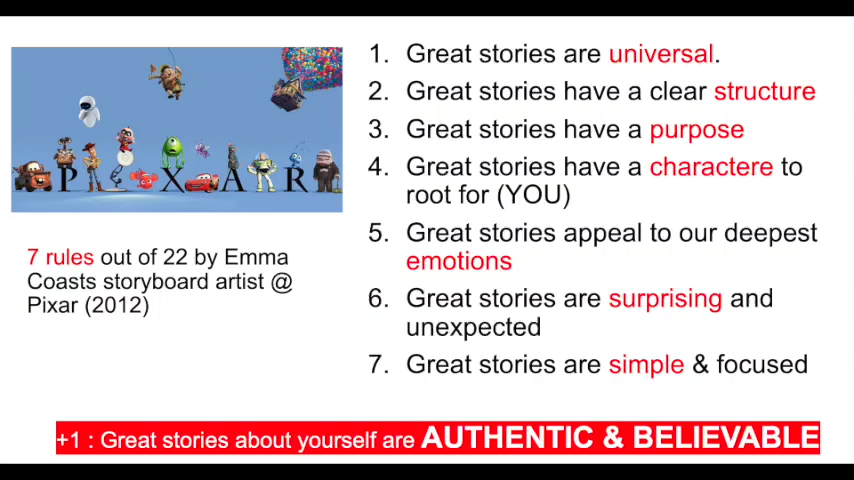 PIXAR
7 rules out of 22 by Emma
Coasts storyboard artist @
Pixar (2012)
1. Great stories are universal.
2. Great stories have a clear structure
3. Great stories have a purpose
4. Great stories have a charactere to
root for (YOU)
5. Great stories appeal to our deepest
emotions
6. Great stories are surprising and
unexpected
7. Great stories are simple & focused
+1 : Great stories about yourself are AUTHENTIC & BELIEVABLE